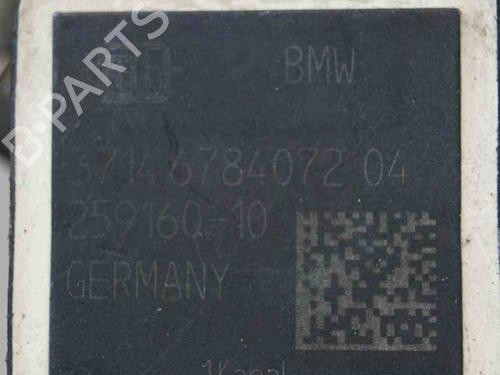 BMW
B-PARTS
37146784072 04
259160-10
GERMANY
1Kanal